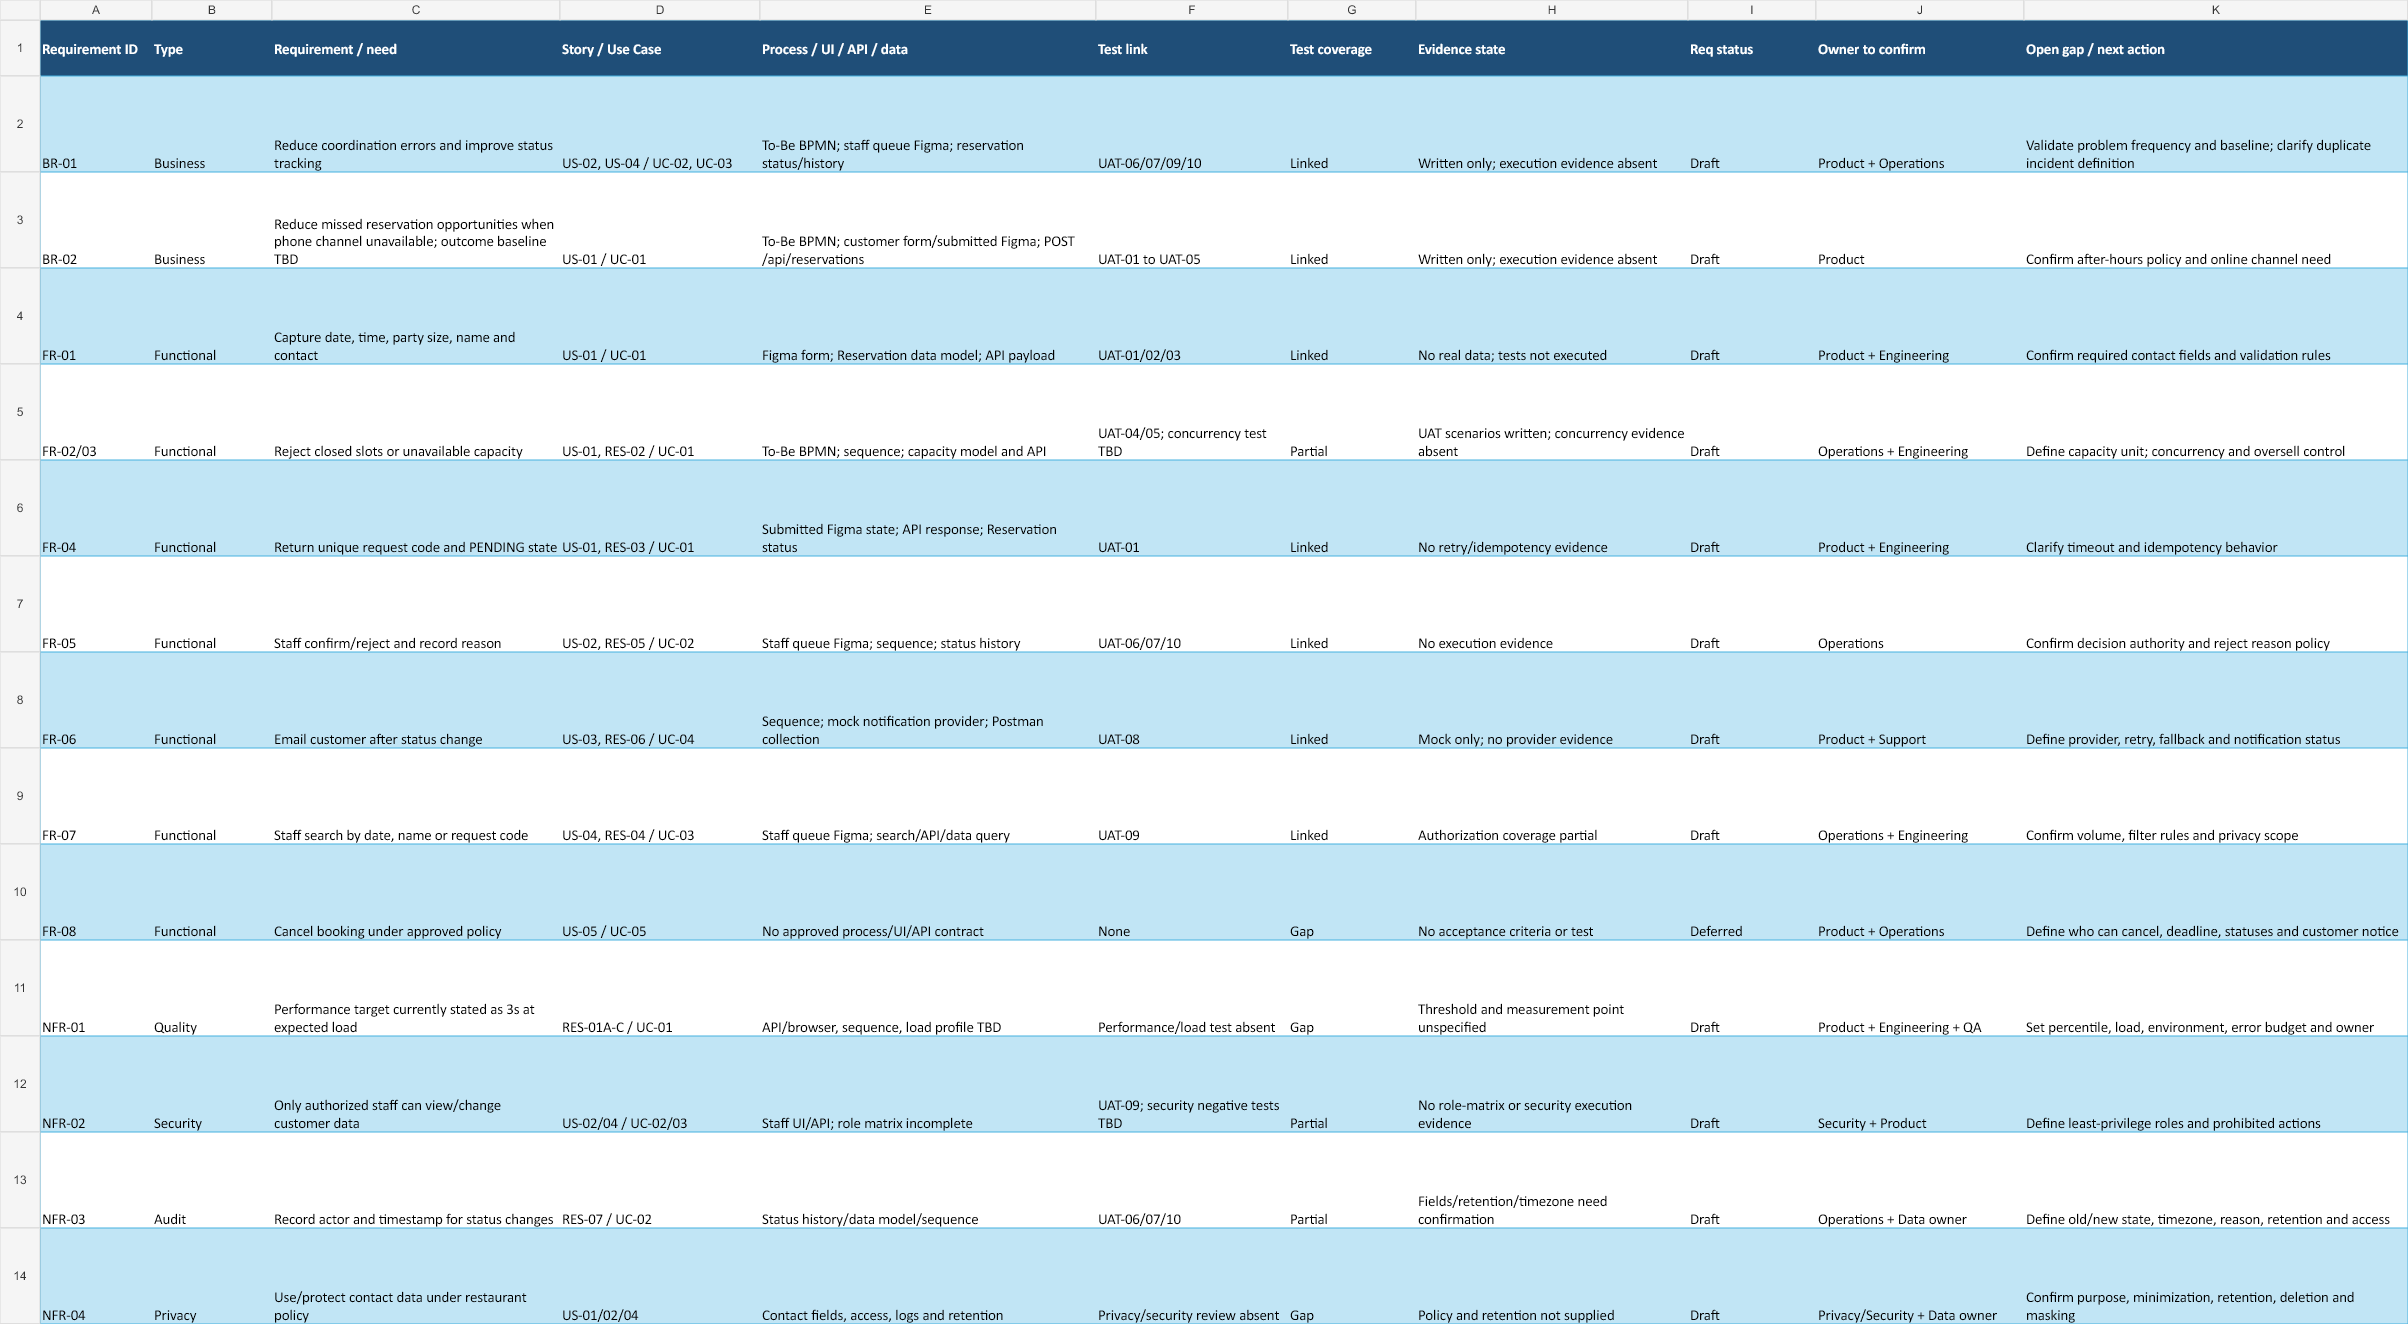 A B C D E F G H I J K
1 Requirement ID Type Requirement / need Story / Use Case Process / UI / API / data Test link Test coverage Evidence state Req status Owner to confirm Open gap / next action
2 BR-01 Business Reduce coordination errors and improve status tracking US-02, US-04 / UC-02, UC-03 To-Be BPMN; staff queue Figma; reservation status/history UAT-06/07/09/10 Linked Written only; execution evidence absent Draft Product + Operations Validate problem frequency and baseline; clarify duplicate incident definition
3 BR-02 Business Reduce missed reservation opportunities when phone channel unavailable; outcome baseline TBD US-01 / UC-01 To-Be BPMN; customer form/submitted Figma; POST /api/reservations UAT-01 to UAT-05 Linked Written only; execution evidence absent Draft Product Confirm after-hours policy and online channel need
4 FR-01 Functional Capture date, time, party size, name and contact US-01 / UC-01 Figma form; Reservation data model; API payload UAT-01/02/03 Linked No real data; tests not executed Draft Product + Engineering Confirm required contact fields and validation rules
5 FR-02/03 Functional Reject closed slots or unavailable capacity US-01, RES-02 / UC-01 To-Be BPMN; sequence; capacity model and API UAT-04/05; concurrency test TBD Partial UAT scenarios written; concurrency evidence absent Draft Operations + Engineering Define capacity unit; concurrency and oversell control
6 FR-04 Functional Return unique request code and PENDING state US-01, RES-03 / UC-01 Submitted Figma state; API response; Reservation status UAT-01 Linked No retry/idempotency evidence Draft Product + Engineering Clarify timeout and idempotency behavior
7 FR-05 Functional Staff confirm/reject and record reason US-02, RES-05 / UC-02 Staff queue Figma; sequence; status history UAT-06/07/10 Linked No execution evidence Draft Operations Confirm decision authority and reject reason policy
8 FR-06 Functional Email customer after status change US-03, RES-06 / UC-04 Sequence; mock notification provider; Postman collection UAT-08 Linked Mock only; no provider evidence Draft Product + Support Define provider, retry, fallback and notification status
9 FR-07 Functional Staff search by date, name or request code US-04, RES-04 / UC-03 Staff queue Figma; search/API/data query UAT-09 Linked Authorization coverage partial Draft Operations + Engineering Confirm volume, filter rules and privacy scope
10 FR-08 Functional Cancel booking under approved policy US-05 / UC-05 No approved process/UI/API contract None Gap No acceptance criteria or test Deferred Product + Operations Define who can cancel, deadline, statuses and customer notice
11 NFR-01 Quality Performance target currently stated as 3s at expected load RES-01A-C / UC-01 API/browser, sequence, load profile TBD Performance/load test absent Gap Threshold and measurement point unspecified Draft Product + Engineering + QA Set percentile, load, environment, error budget and owner
12 NFR-02 Security Only authorized staff can view/change customer data US-02/04 / UC-02/03 Staff UI/API; role matrix incomplete UAT-09; security negative tests TBD Partial No role-matrix or security execution evidence Draft Security + Product Define least-privilege roles and prohibited actions
13 NFR-03 Audit Record actor and timestamp for status changes RES-07 / UC-02 Status history/data model/sequence UAT-06/07/10 Partial Fields/retention/timezone need confirmation Draft Operations + Data owner Define old/new state, timezone, reason, retention and access
14 NFR-04 Privacy Use/protect contact data under restaurant policy US-01/02/04 Contact fields, access, logs and retention Privacy/security review absent Gap Policy and retention not supplied Draft Privacy/Security + Data owner Confirm purpose, minimization, retention, deletion and masking